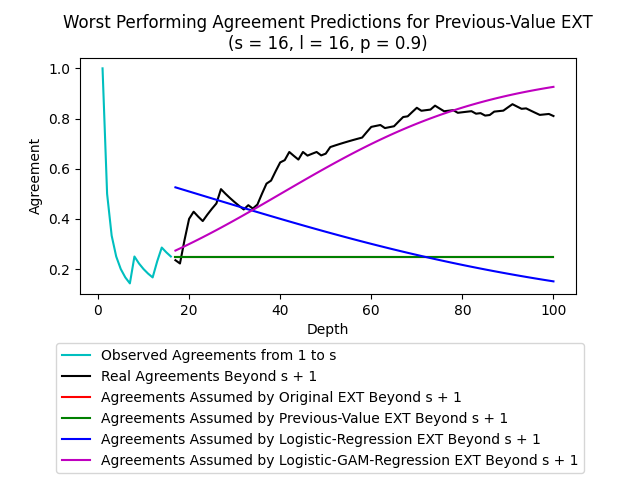 Worst Performing Agreement Predictions for Previous-Value EXT
(s = 16, l = 16, p = 0.9)
1.0
0.8
0.6
0.4
0.2
Agreement
0
20
40
60
80
100
Depth
Observed Agreements from 1 to s
Real Agreements Beyond s + 1
Agreements Assumed by Original EXT Beyond s + 1
Agreements Assumed by Previous-Value EXT Beyond s + 1
Agreements Assumed by Logistic-Regression EXT Beyond s + 1
Agreements Assumed by Logistic-GAM-Regression EXT Beyond s + 1